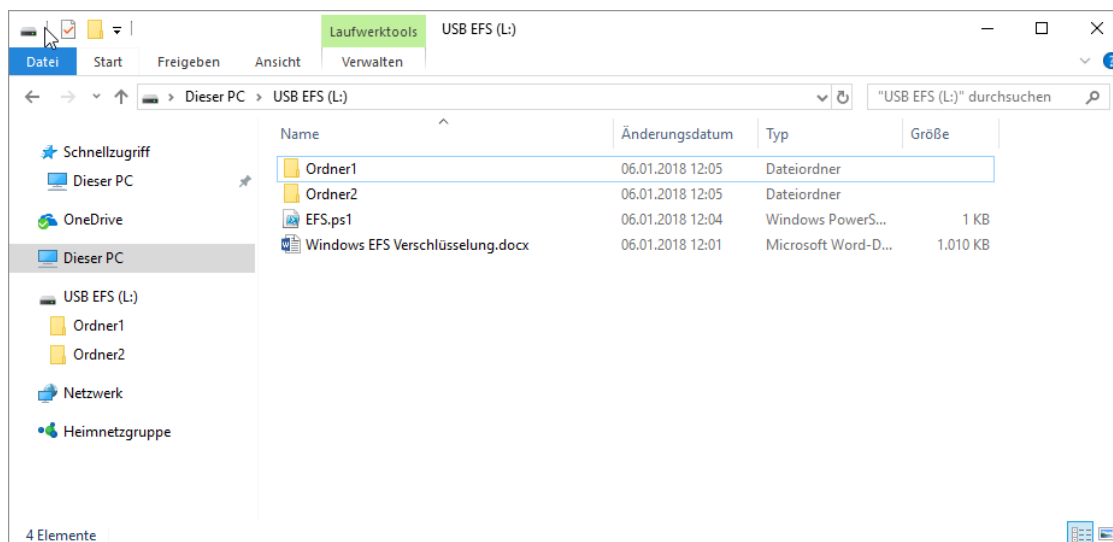 Laufwerktools USB EFS (L:)
Datei Start Freigeben Ansicht Verwalten
Dieser PC USB EFS (L:) "USB EFS (L:)" durchsuchen
Name Änderungsdatum Typ Größe
Schnellzugriff
Dieser PC
OneDrive
Dieser PC
USB EFS (L:)
Ordner1
Ordner2
Netzwerk
Heimnetzgruppe
Ordner1 06.01.2018 12:05 Dateiordner
Ordner2 06.01.2018 12:05 Dateiordner
EFS.ps1 06.01.2018 12:04 Windows PowerS... 1 KB
Windows EFS Verschlüsselung.docx 06.01.2018 12:01 Microsoft Word-D... 1.010 KB
4 Elemente